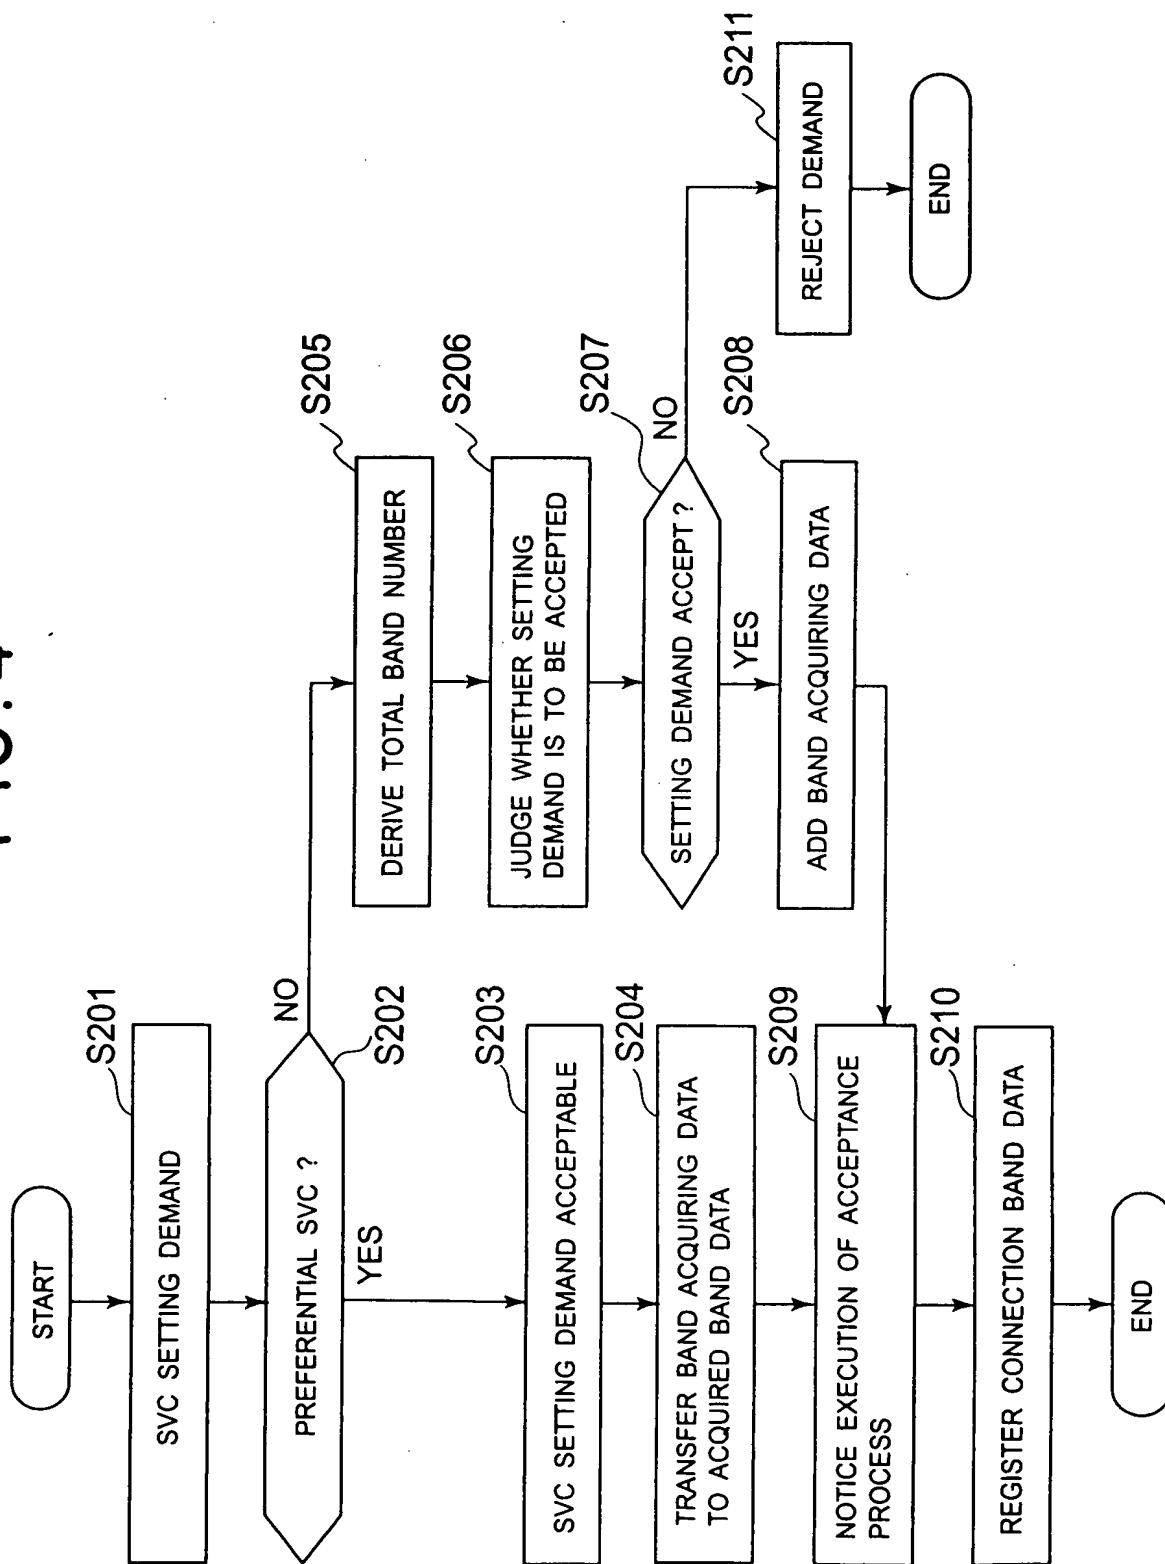 FIG.4
START
SVC SETTING DEMAND
S201
PREFERENTIAL SVC ?
S202
NO
YES
SVC SETTING DEMAND ACCEPTABLE
S203
TRANSFER BAND ACQUIRING DATA
TO ACQUIRED BAND DATA
S204
DERIVE TOTAL BAND NUMBER
S205
JUDGE WHETHER SETTING
DEMAND IS TO BE ACCEPTED
S206
SETTING DEMAND ACCEPT ?
S207
NO
YES
ADD BAND ACQUIRING DATA
S208
NOTICE EXECUTION OF ACCEPTANCE
PROCESS
S209
REGISTER CONNECTION BAND DATA
S210
END
REJECT DEMAND
S211
END